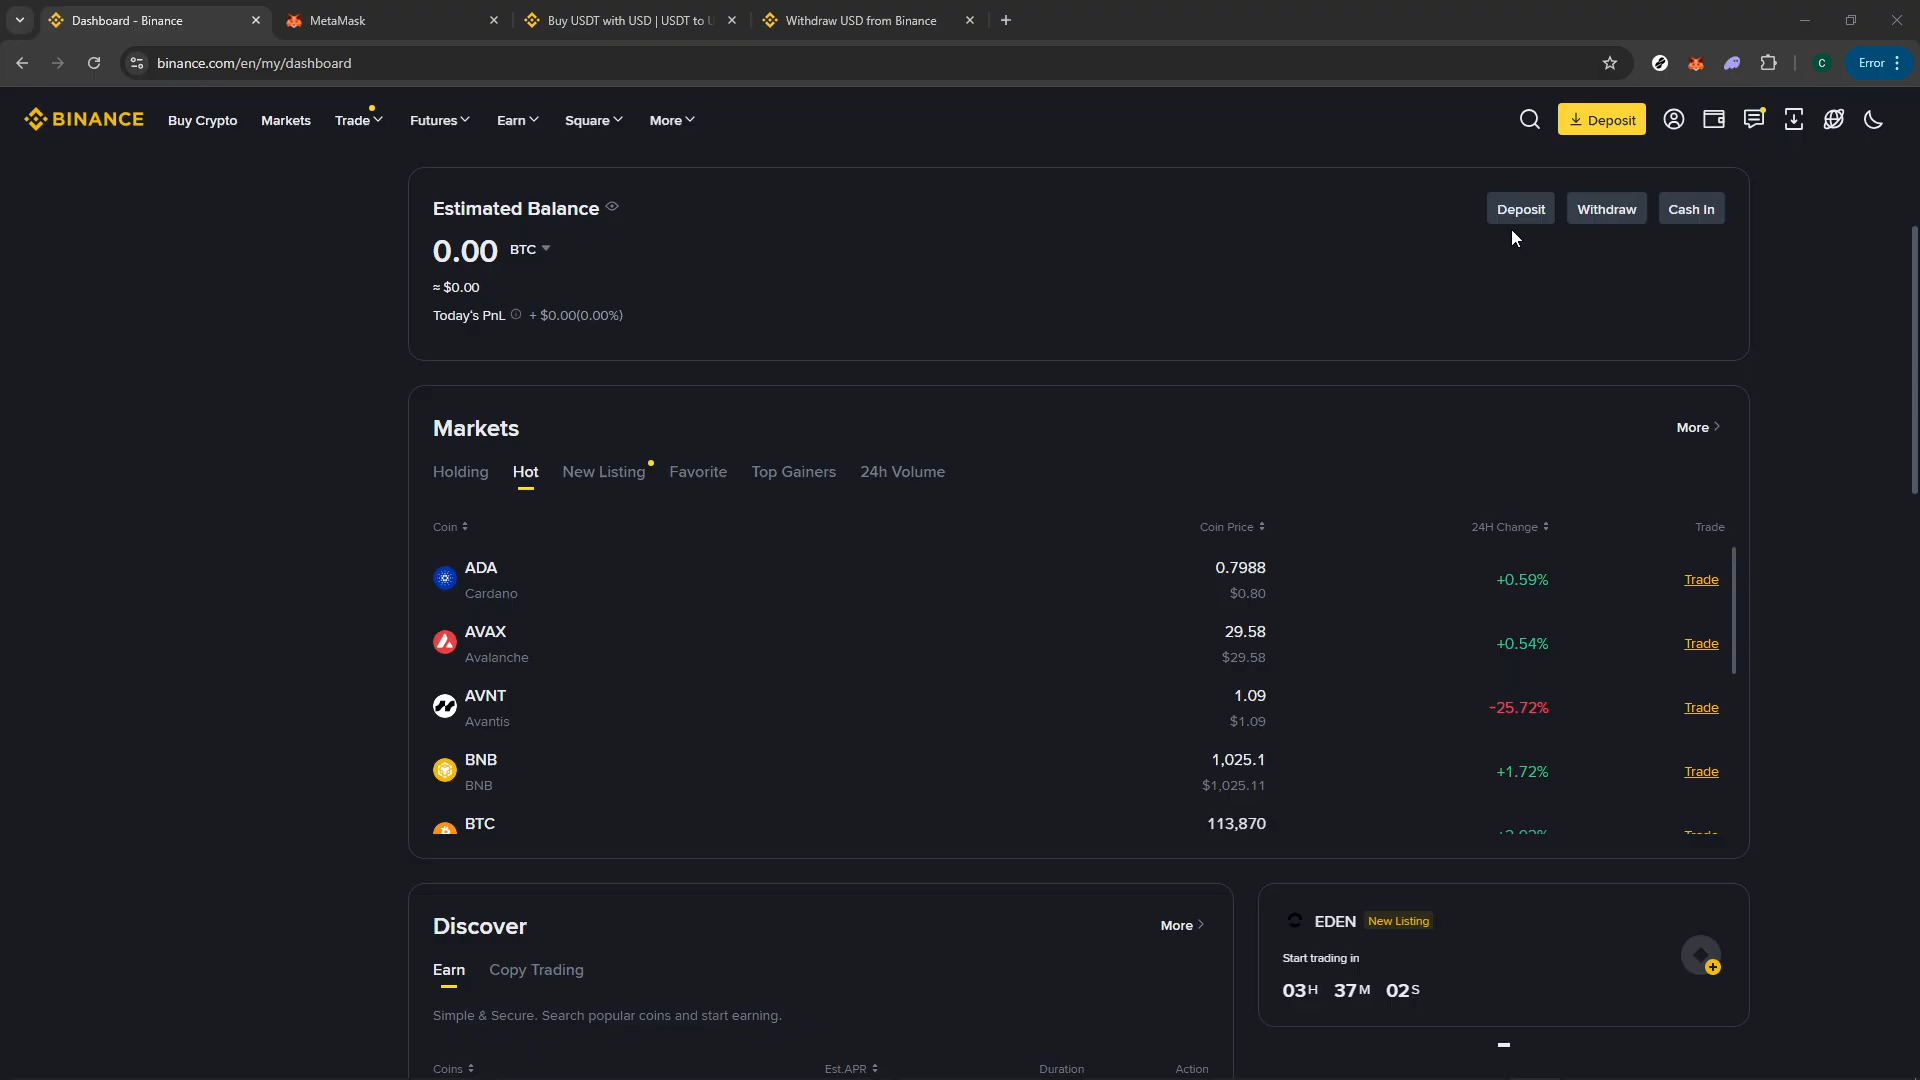 Dashboard - Binance
MetaMask
Buy USDT with USD | USDT to U
Withdraw USD from Binance
binance.com/en/my/dashboard
C
Error
BINANCE
Buy Crypto
Markets
Trade
Futures
Earn
Square
More
Deposit
Estimated Balance
Deposit
Withdraw
Cash In
0.00 BTC
≈ $0.00
Today's PnL + $0.00(0.00%)
Markets
More
Holding
Hot
New Listing
Favorite
Top Gainers
24h Volume
Coin
Coin Price
24H Change
Trade
ADA
Cardano
0.7988
$0.80
+0.59%
Trade
AVAX
Avalanche
29.58
$29.58
+0.54%
Trade
AVNT
Avantis
1.09
$1.09
-25.72%
Trade
BNB
BNB
1,025.1
$1,025.11
+1.72%
Trade
BTC
113,870
Discover
More
Earn
Copy Trading
Simple & Secure. Search popular coins and start earning.
Coins
Est.APR
Duration
Action
EDEN New Listing
Start trading in
03H 37M 02S